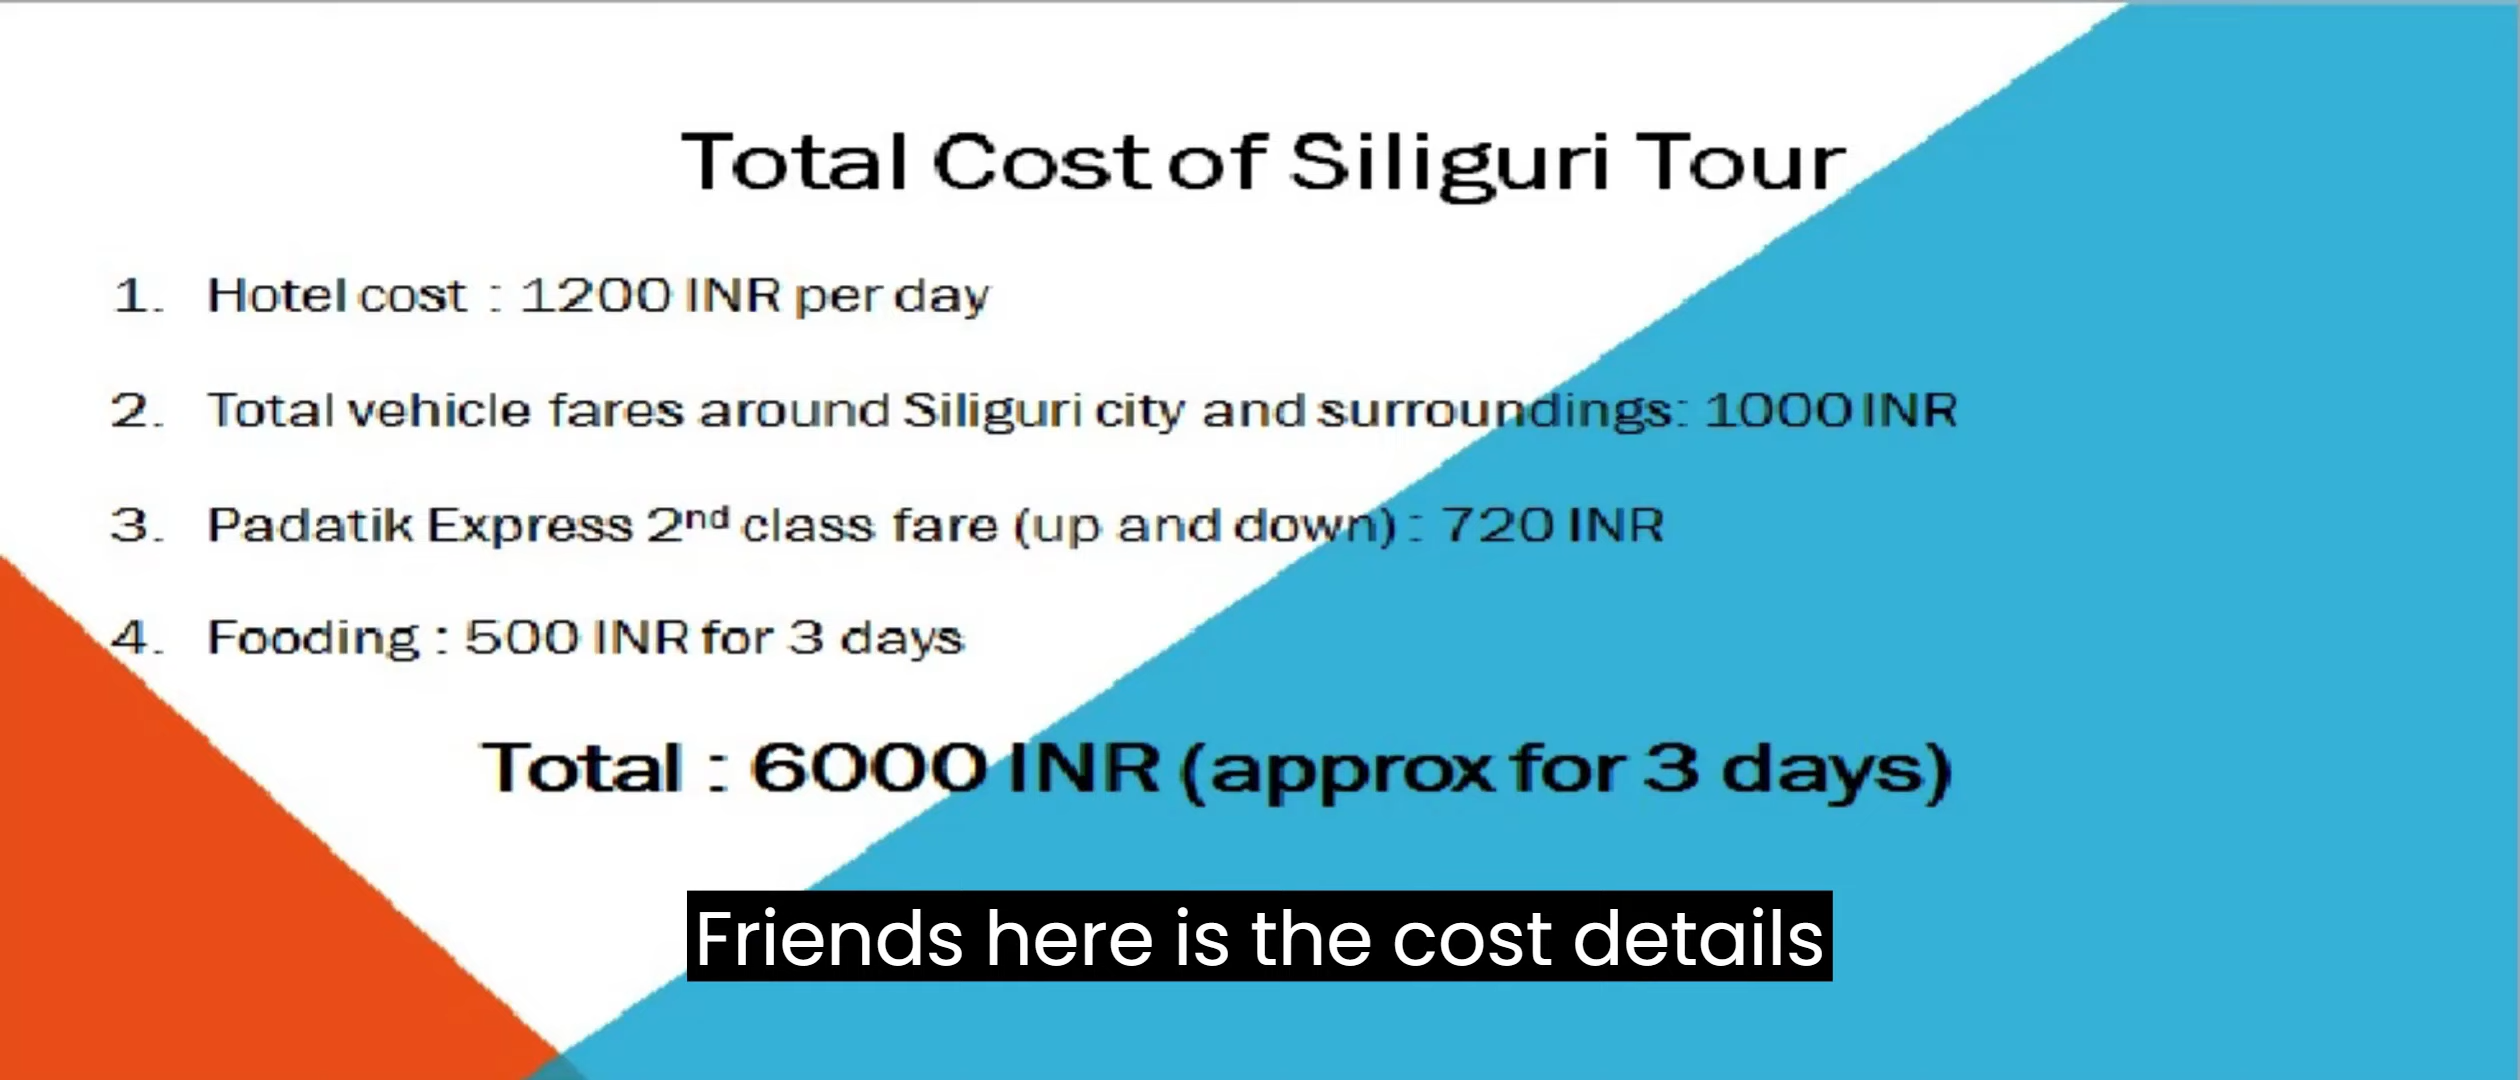 Total Cost of Siliguri Tour
1. Hotel cost : 1200 INR per day
2. Total vehicle fares around Siliguri city and surroundings: 1000 INR
3. Padatik Express 2nd class fare (up and down) : 720 INR
4. Fooding : 500 INR for 3 days
Total : 6000 INR (approx for 3 days)
Friends here is the cost details